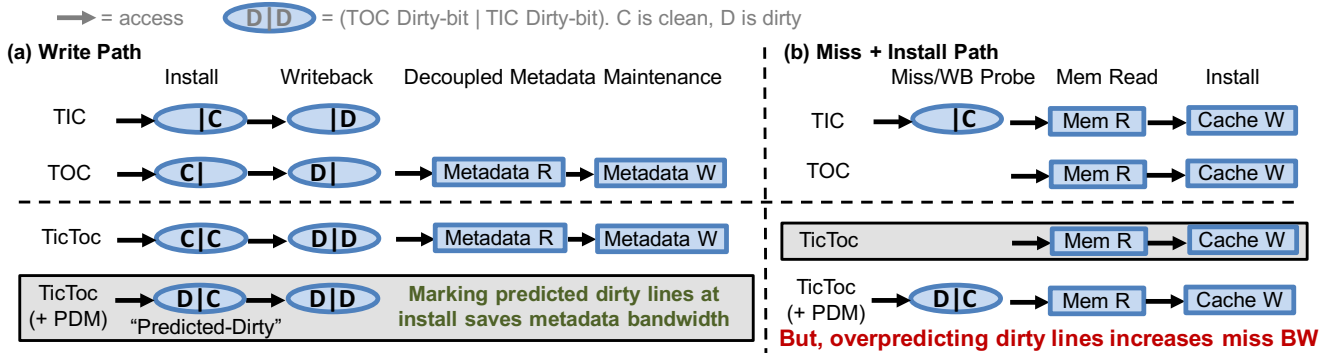 = access D|D = (TOC Dirty-bit | TIC Dirty-bit). C is clean, D is dirty
(a) Write Path
Install Writeback Decoupled Metadata Maintenance
TIC |C |D
TOC C| D| Metadata R Metadata W
TicToc C|C D|D Metadata R Metadata W
TicToc (+ PDM) D|C D|D Marking predicted dirty lines at install saves metadata bandwidth
"Predicted-Dirty"
(b) Miss + Install Path
Miss/WB Probe Mem Read Install
TIC |C Mem R Cache W
TOC Mem R Cache W
TicToc Mem R Cache W
TicToc (+ PDM) D|C Mem R Cache W
But, overpredicting dirty lines increases miss BW